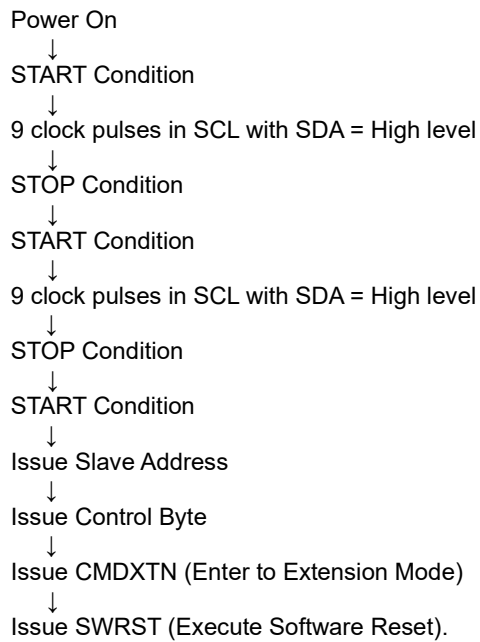 Power On
↓
START Condition
↓
9 clock pulses in SCL with SDA = High level
↓
STOP Condition
↓
START Condition
↓
9 clock pulses in SCL with SDA = High level
↓
STOP Condition
↓
START Condition
↓
Issue Slave Address
↓
Issue Control Byte
↓
Issue CMDXTN (Enter to Extension Mode)
↓
Issue SWRST (Execute Software Reset).